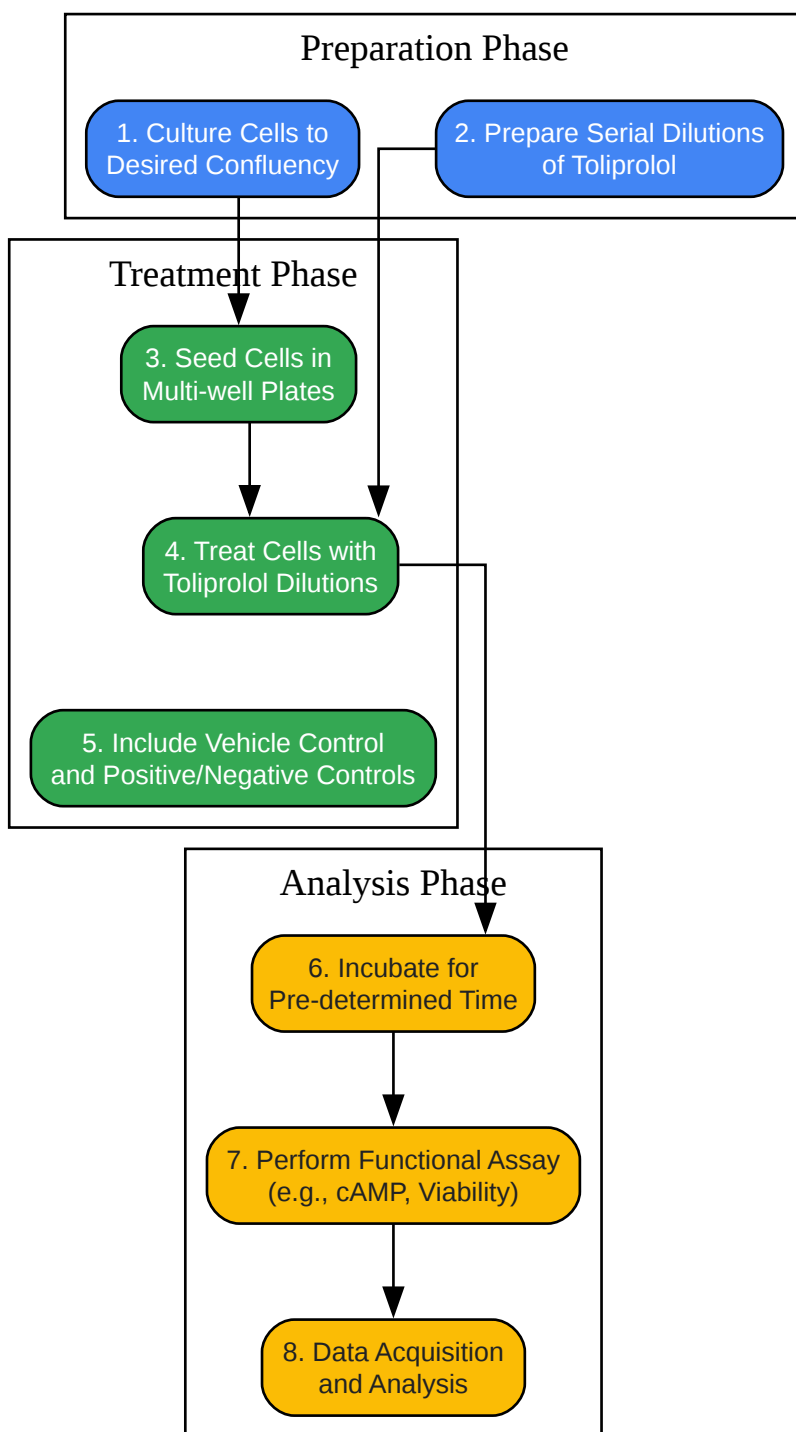 Preparation Phase
1. Culture Cells to
Desired Confluency
2. Prepare Serial Dilutions
of Toliprolol
Treatment Phase
3. Seed Cells in
Multi-well Plates
4. Treat Cells with
Toliprolol Dilutions
5. Include Vehicle Control
and Positive/Negative Controls
Analysis Phase
6. Incubate for
Pre-determined Time
7. Perform Functional Assay
(e.g., cAMP, Viability)
8. Data Acquisition
and Analysis